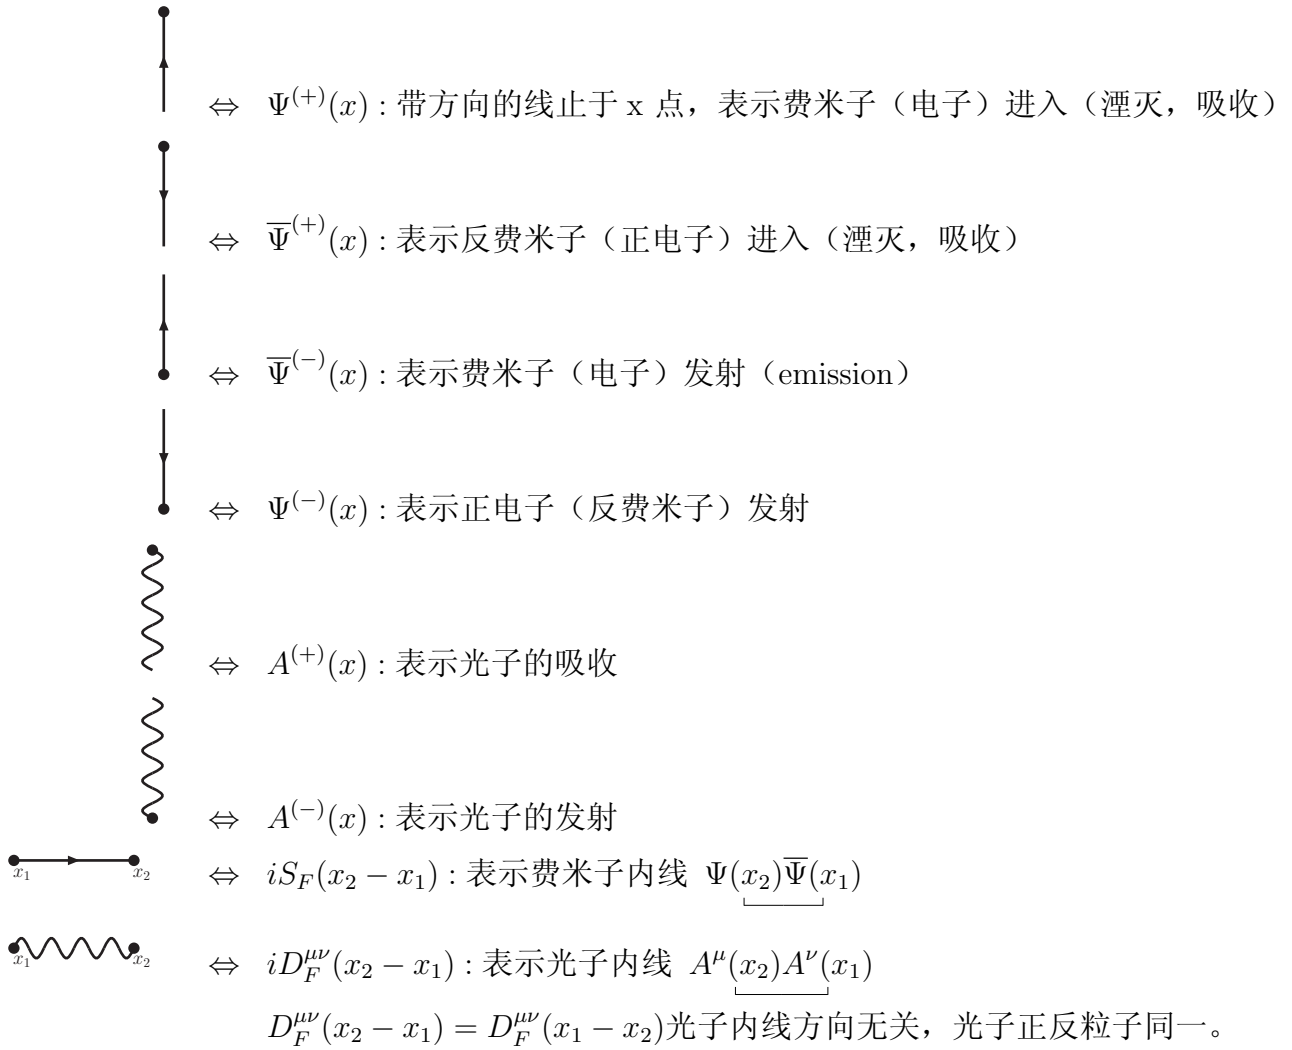 ⇔ Ψ^{(+)}(x) : 带方向的线止于 x 点，表示费米子（电子）进入（湮灭，吸收）
⇔ \overline{Ψ}^{(+)}(x) : 表示反费米子（正电子）进入（湮灭，吸收）
⇔ \overline{Ψ}^{(-)}(x) : 表示费米子（电子）发射（emission）
⇔ Ψ^{(-)}(x) : 表示正电子（反费米子）发射
⇔ A^{(+)}(x) : 表示光子的吸收
⇔ A^{(-)}(x) : 表示光子的发射
x_1 x_2 ⇔ iS_F(x_2 - x_1) : 表示费米子内线 Ψ(x_2)\overline{Ψ}(x_1)
x_1 x_2 ⇔ iD_F^{μν}(x_2 - x_1) : 表示光子内线 A^μ(x_2)A^ν(x_1)
D_F^{μν}(x_2 - x_1) = D_F^{μν}(x_1 - x_2)光子内线方向无关，光子正反粒子同一。